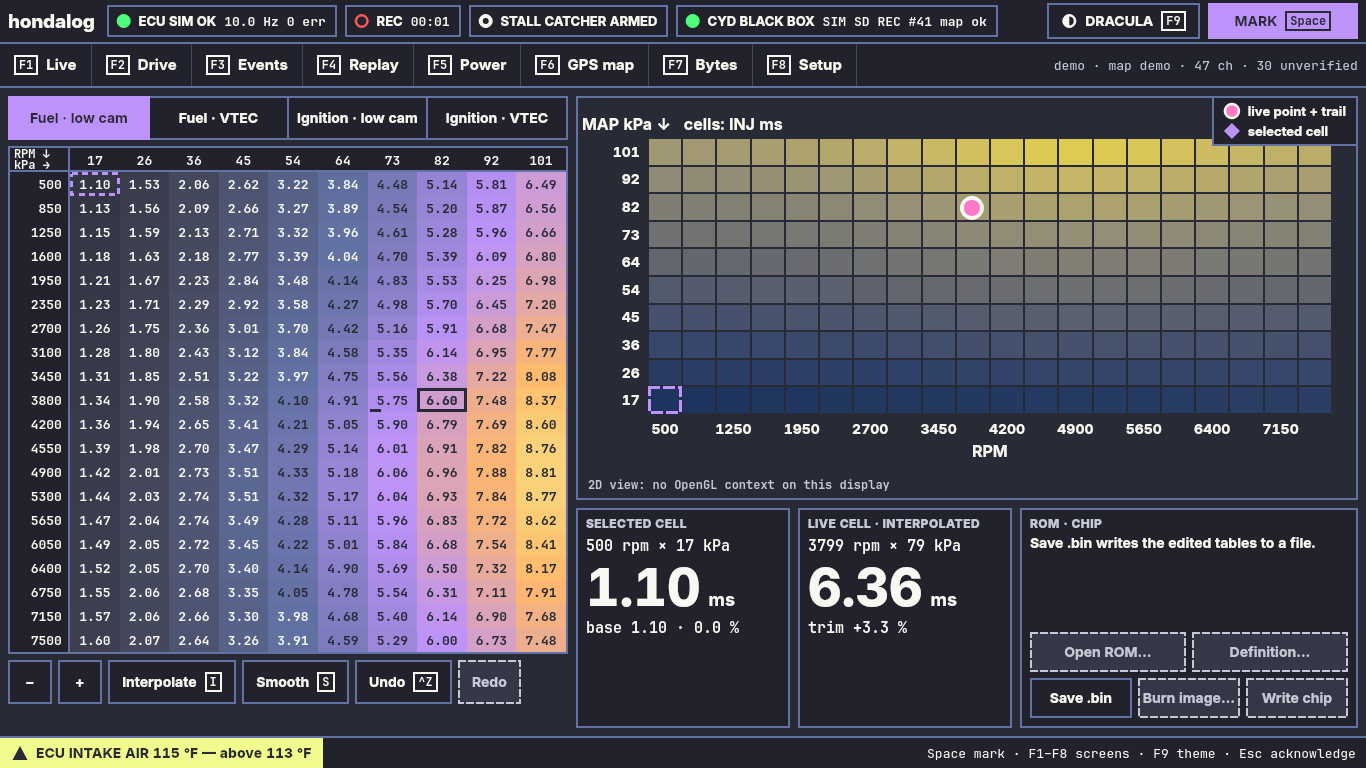 hondalog ECU SIM OK 10.0 Hz 0 err REC 00:01 STALL CATCHER ARMED CYD BLACK BOX SIM SD REC #41 map ok DRACULA F9 MARK Space
F1 Live F2 Drive F3 Events F4 Replay F5 Power F6 GPS map F7 Bytes F8 Setup demo · map demo · 47 ch · 30 unverified
Fuel · low cam Fuel · VTEC Ignition · low cam Ignition · VTEC
RPM ↓
kPa → 17 26 36 45 54 64 73 82 92 101
500 1.10 1.53 2.06 2.62 3.22 3.84 4.48 5.14 5.81 6.49
850 1.13 1.56 2.09 2.66 3.27 3.89 4.54 5.20 5.87 6.56
1250 1.15 1.59 2.13 2.71 3.32 3.96 4.61 5.28 5.96 6.66
1600 1.18 1.63 2.18 2.77 3.39 4.04 4.70 5.39 6.09 6.80
1950 1.21 1.67 2.23 2.84 3.48 4.14 4.83 5.53 6.25 6.98
2350 1.23 1.71 2.29 2.92 3.58 4.27 4.98 5.70 6.45 7.20
2700 1.26 1.75 2.36 3.01 3.70 4.42 5.16 5.91 6.68 7.47
3100 1.28 1.80 2.43 3.12 3.84 4.58 5.35 6.14 6.95 7.77
3450 1.31 1.85 2.51 3.22 3.97 4.75 5.56 6.38 7.22 8.08
3800 1.34 1.90 2.58 3.32 4.10 4.91 5.75 6.60 7.48 8.37
4200 1.36 1.94 2.65 3.41 4.21 5.05 5.90 6.79 7.69 8.60
4550 1.39 1.98 2.70 3.47 4.29 5.14 6.01 6.91 7.82 8.76
4900 1.42 2.01 2.73 3.51 4.33 5.18 6.06 6.96 7.88 8.81
5300 1.44 2.03 2.74 3.51 4.32 5.17 6.04 6.93 7.84 8.77
5650 1.47 2.04 2.74 3.49 4.28 5.11 5.96 6.83 7.72 8.62
6050 1.49 2.05 2.72 3.45 4.22 5.01 5.84 6.68 7.54 8.41
6400 1.52 2.05 2.70 3.40 4.14 4.90 5.69 6.50 7.32 8.17
6750 1.55 2.06 2.68 3.35 4.05 4.78 5.54 6.31 7.11 7.91
7150 1.57 2.06 2.66 3.30 3.98 4.68 5.40 6.14 6.90 7.68
7500 1.60 2.07 2.64 3.26 3.91 4.59 5.29 6.00 6.73 7.48
− + Interpolate I Smooth S Undo ^Z Redo
MAP kPa ↓ cells: INJ ms
live point + trail
selected cell
101
92
82
73
64
54
45
36
26
17
500 1250 1950 2700 3450 4200 4900 5650 6400 7150
RPM
2D view: no OpenGL context on this display
SELECTED CELL
500 rpm × 17 kPa
1.10 ms
base 1.10 · 0.0 %
LIVE CELL · INTERPOLATED
3799 rpm × 79 kPa
6.36 ms
trim +3.3 %
ROM · CHIP
Save .bin writes the edited tables to a file.
Open ROM... Definition...
Save .bin Burn image... Write chip
ECU INTAKE AIR 115 °F — above 113 °F Space mark · F1–F8 screens · F9 theme · Esc acknowledge